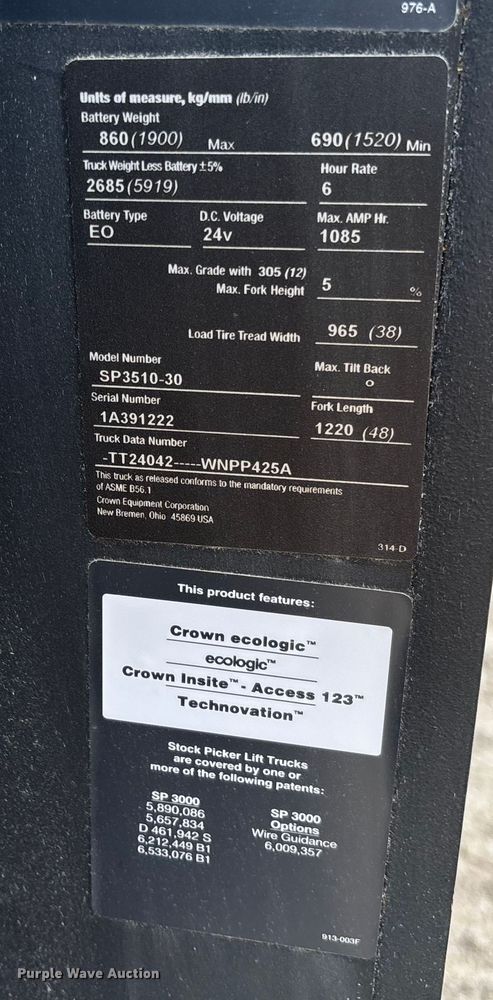 976-A
Units of measure, kg/mm (lb/in)
Battery Weight
860 (1900) Max 690 (1520) Min
Truck Weight Less Battery ±5% Hour Rate
2685 (5919) 6
Battery Type D.C. Voltage Max. AMP Hr.
EO 24v 1085
Max. Grade with 305 (12)
Max. Fork Height 5 %
Load Tire Tread Width 965 (38)
Model Number Max. Tilt Back
SP3510-30 o
Serial Number Fork Length
1A391222 1220 (48)
Truck Data Number
-TT24042-----WNPP425A
This truck as released conforms to the mandatory requirements
of ASME B56.1
Crown Equipment Corporation
New Bremen, Ohio 45869 USA
314-D
This product features:
Crown ecologic™
ecologic™
Crown Insite™ - Access 123™
Technovation™
Stock Picker Lift Trucks
are covered by one or
more of the following patents:
SP 3000
5,890,086
5,657,834
D 461,942 S
6,212,449 B1
6,533,076 B1
SP 3000
Options
Wire Guidance
6,009,357
913-003F
Purple Wave Auction